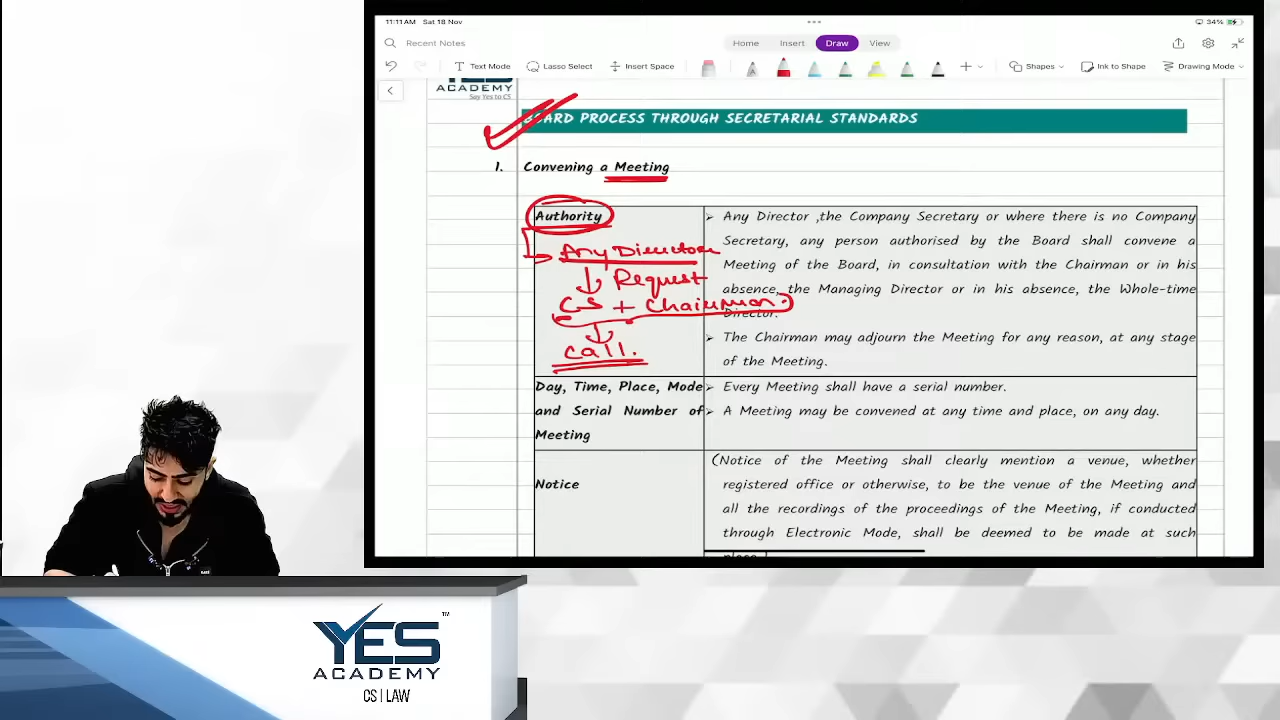 11:11 AM Sat 18 Nov
34%
Recent Notes
Home Insert Draw View
Text Mode Lasso Select Insert Space Shapes Ink to Shape Drawing Mode
ACADEMY
Say Yes to CS
BOARD PROCESS THROUGH SECRETARIAL STANDARDS
1. Convening a Meeting
Authority
Any Director
Request
CS + Chairman
Call.
➢ Any Director ,the Company Secretary or where there is no Company
Secretary, any person authorised by the Board shall convene a
Meeting of the Board, in consultation with the Chairman or in his
absence, the Managing Director or in his absence, the Whole-time
Director.
➢ The Chairman may adjourn the Meeting for any reason, at any stage
of the Meeting.
Day, Time, Place, Mode
and Serial Number of
Meeting
➢ Every Meeting shall have a serial number.
➢ A Meeting may be convened at any time and place, on any day.
Notice
(Notice of the Meeting shall clearly mention a venue, whether
registered office or otherwise, to be the venue of the Meeting and
all the recordings of the proceedings of the Meeting, if conducted
through Electronic Mode, shall be deemed to be made at such
place.)
YES
TM
ACADEMY
CS | LAW